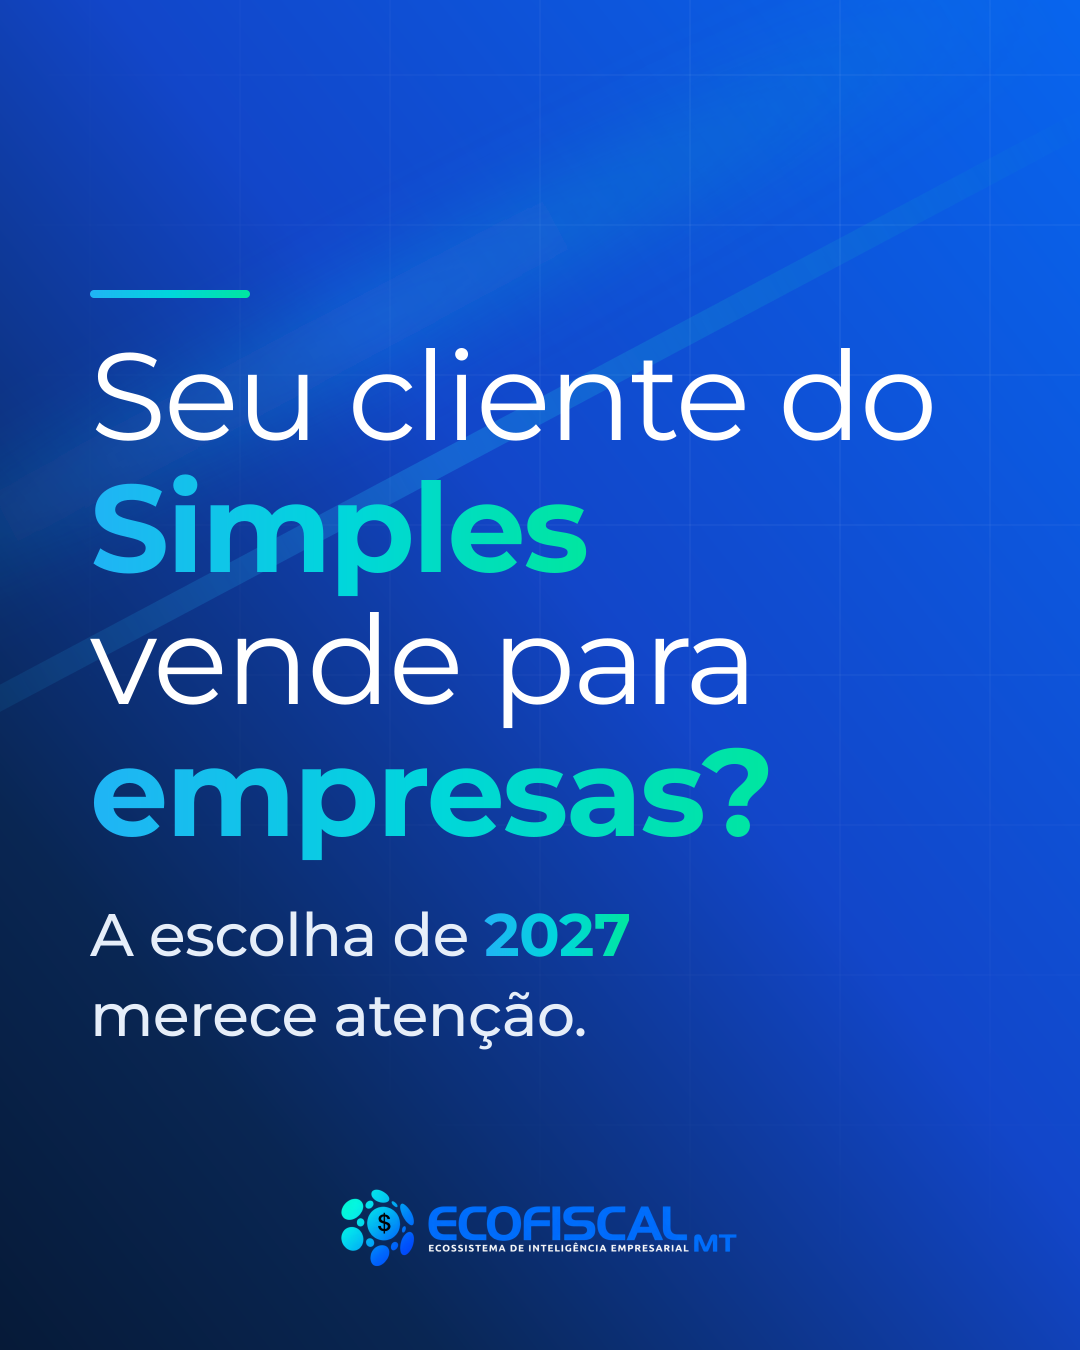 Seu cliente do
Simples
vende para
empresas?
A escolha de 2027
merece atenção.
$
ECOFISCAL MT
ECOSSISTEMA DE INTELIGÊNCIA EMPRESARIAL